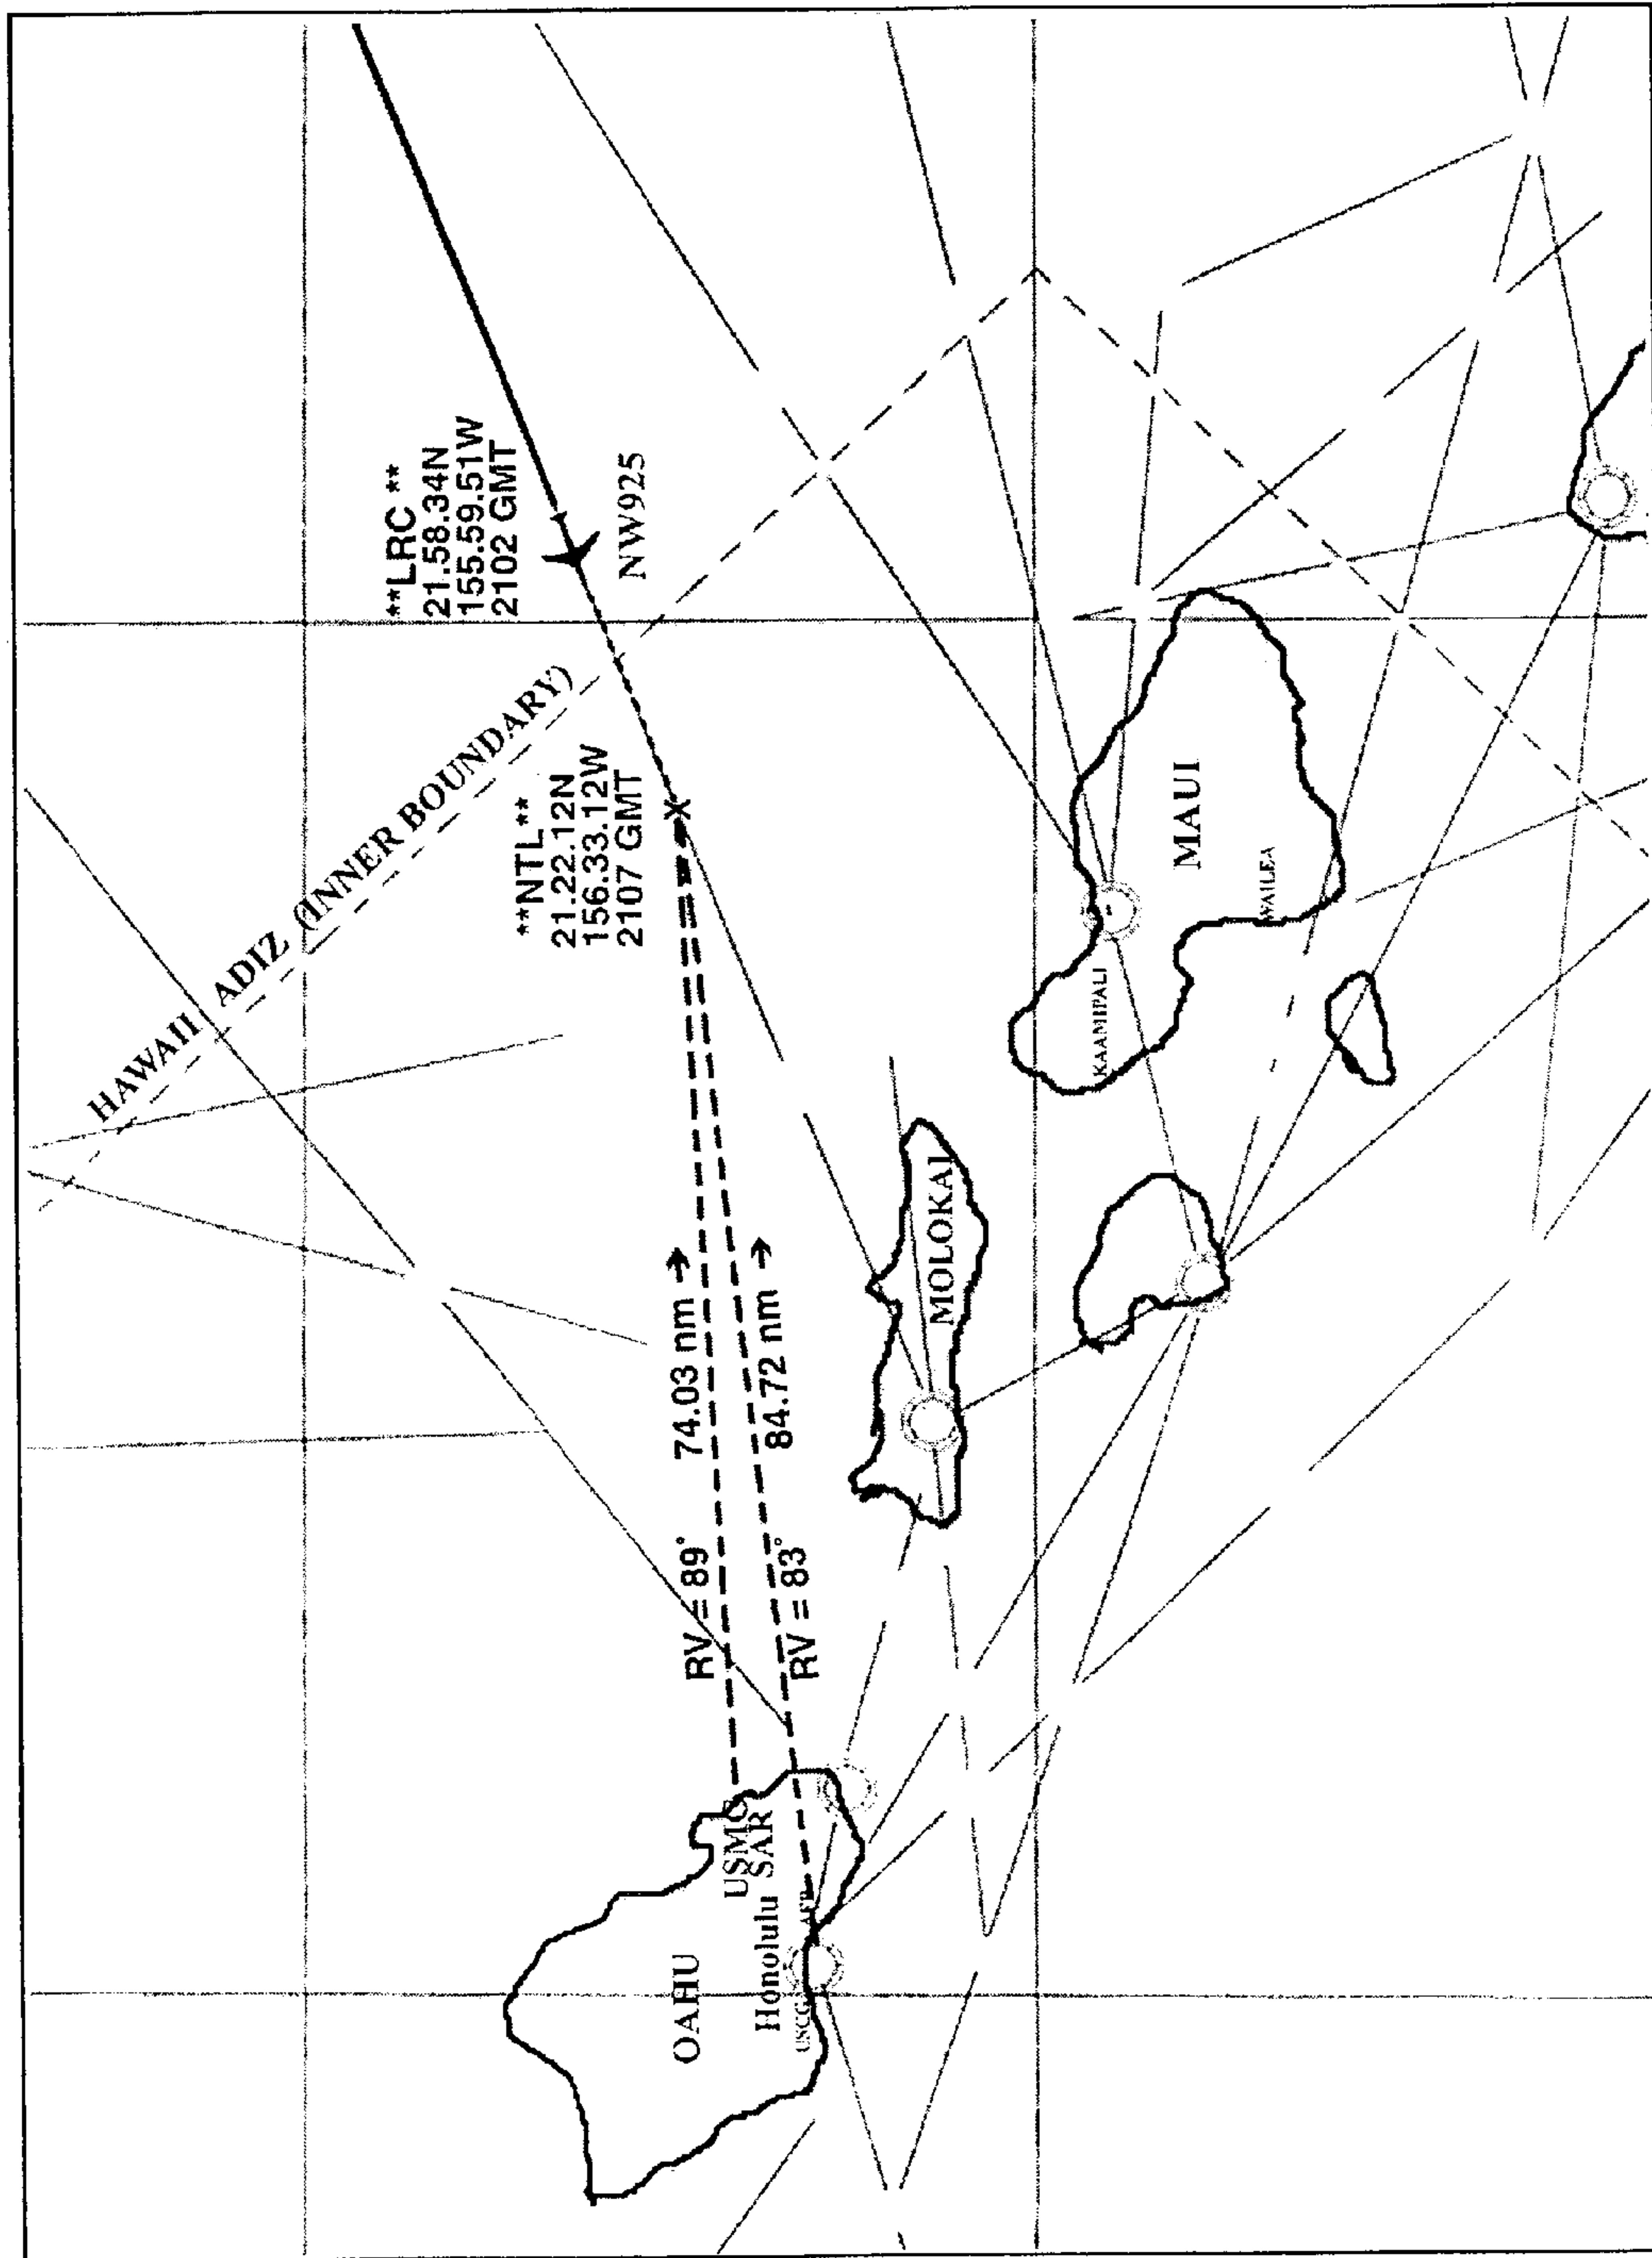 **LRC **
21.58.34N
155.59.51W
2102 GMT
NW925
HAWAII ADIZ (INNER BOUNDARY)
**NTL **
21.22.12N
156.33.12W
2107 GMT
X
RV = 89° 74.03 nm →
RV = 83° 84.72 nm →
USMC
SAR
Honolulu
USCG
OAHU
MOLOKAI
MAUI
KAAMIPALI
WAILEA